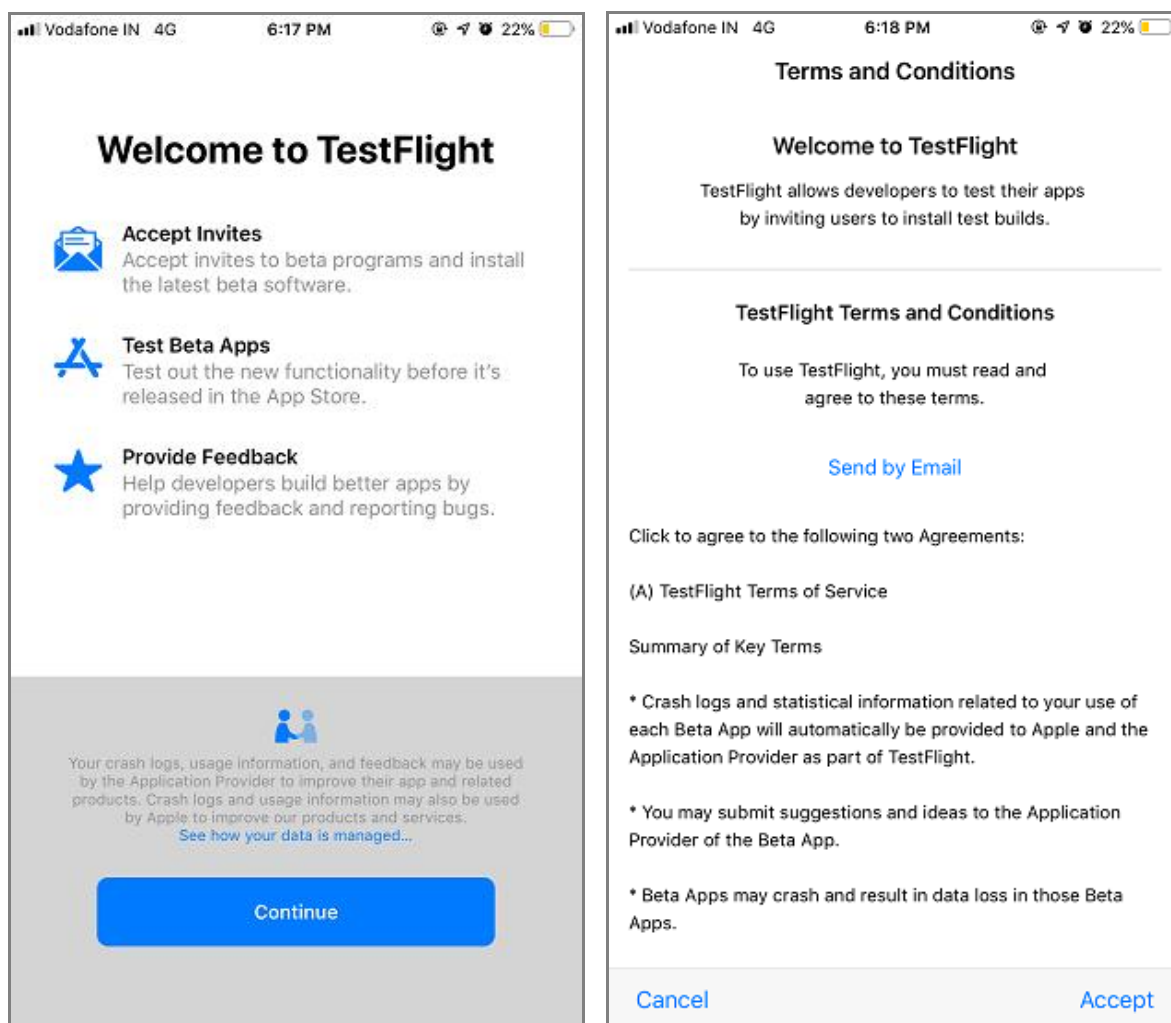 Vodafone IN 4G 6:17 PM 22%
Welcome to TestFlight
Accept Invites
Accept invites to beta programs and install
the latest beta software.
Test Beta Apps
Test out the new functionality before it's
released in the App Store.
Provide Feedback
Help developers build better apps by
providing feedback and reporting bugs.
Your crash logs, usage information, and feedback may be used
by the Application Provider to improve their app and related
products. Crash logs and usage information may also be used
by Apple to improve our products and services.
See how your data is managed...
Continue
Vodafone IN 4G 6:18 PM 22%
Terms and Conditions
Welcome to TestFlight
TestFlight allows developers to test their apps
by inviting users to install test builds.
TestFlight Terms and Conditions
To use TestFlight, you must read and
agree to these terms.
Send by Email
Click to agree to the following two Agreements:
(A) TestFlight Terms of Service
Summary of Key Terms
* Crash logs and statistical information related to your use of
each Beta App will automatically be provided to Apple and the
Application Provider as part of TestFlight.
* You may submit suggestions and ideas to the Application
Provider of the Beta App.
* Beta Apps may crash and result in data loss in those Beta
Apps.
Cancel Accept